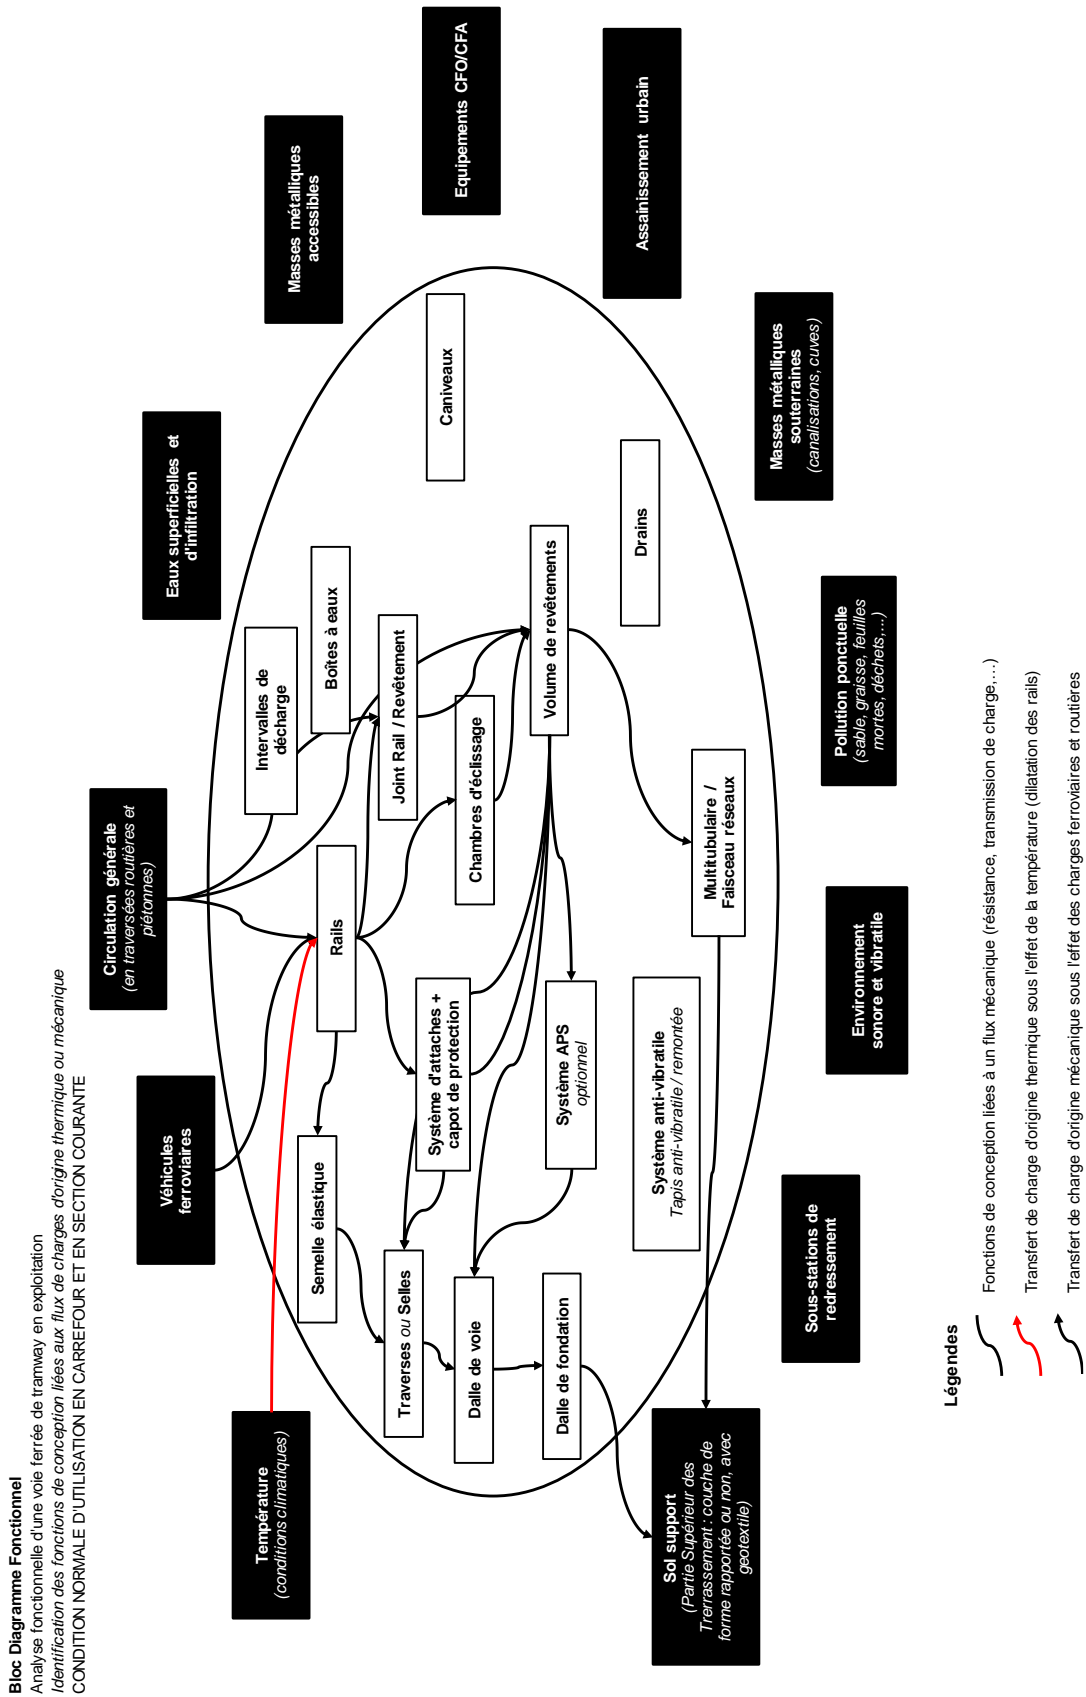 Bloc Diagramme Fonctionnel
Analyse fonctionnelle d'une voie ferrée de tramway en exploitation
Identification des fonctions de conception liées aux flux de charges d'origine thermique ou mécanique
CONDITION NORMALE D'UTILISATION EN CARREFOUR ET EN SECTION COURANTE
Température
(conditions climatiques)
Véhicules
ferroviaires
Circulation générale
(en traversées routières et
piétonnes)
Eaux superficielles et
d'infiltration
Masses métalliques
accessibles
Equipements CFO/CFA
Assainissement urbain
Masses métalliques
souterraines
(canalisations, cuves)
Pollution ponctuelle
(sable, graisse, feuilles
mortes, déchets,...)
Environnement
sonore et vibratile
Sous-stations de
redressement
Sol support
(Partie Supérieur des
Trerrassement : couche de
forme rapportée ou non, avec
geotextile)
Intervalles de
décharge
Boîtes à eaux
Joint Rail / Revêtement
Rails
Semelle élastique
Système d'attaches +
capot de protection
Chambres d'éclissage
Caniveaux
Traverses ou Selles
Dalle de voie
Dalle de fondation
Système APS
optionnel
Volume de revêtements
Drains
Système anti-vibratile
Tapis anti-vibratile / remontée
Multitubulaire /
Faisceau réseaux
Légendes
Fonctions de conception liées à un flux mécanique (résistance, transmission de charge,…)
Transfert de charge d'origine thermique sous l'effet de la température (dilatation des rails)
Transfert de charge d'origine mécanique sous l'effet des charges ferroviaires et routières